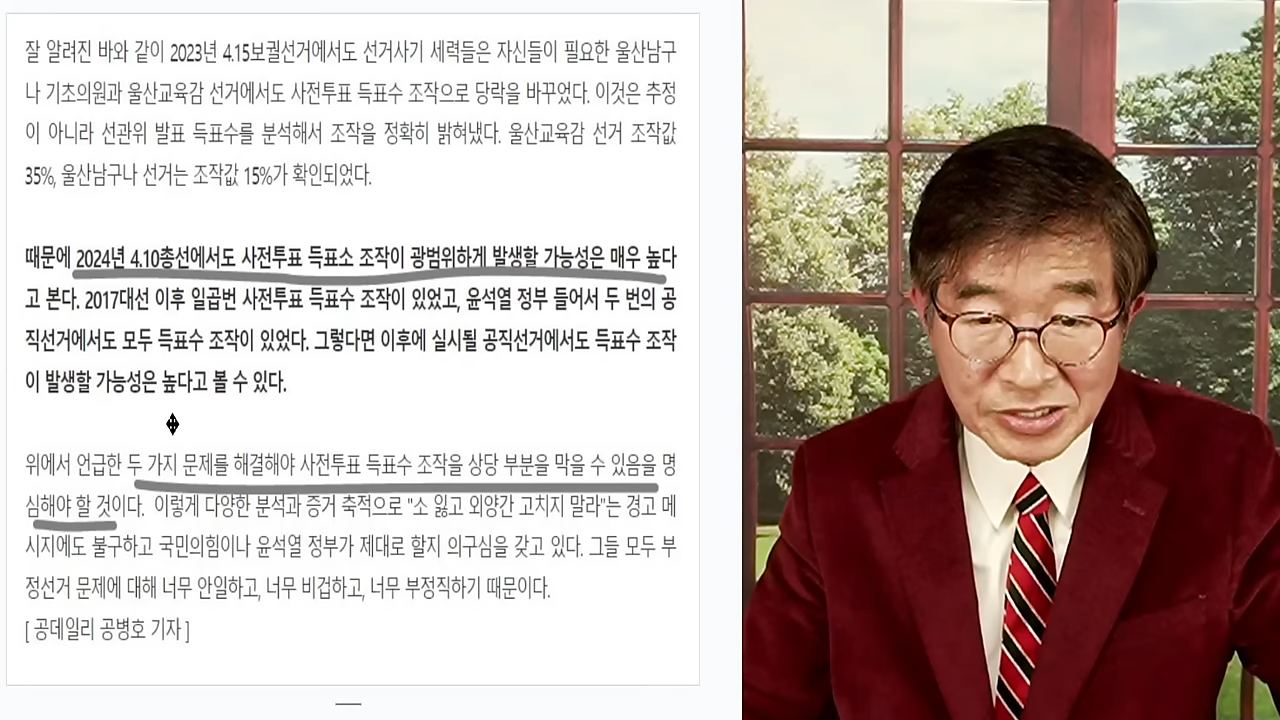 잘 알려진 바와 같이 2023년 4.15보궐선거에서도 선거사기 세력들은 자신들이 필요한 울산남구
나 기초의원과 울산교육감 선거에서도 사전투표 득표수 조작으로 당락을 바꾸었다. 이것은 추정
이 아니라 선관위 발표 득표수를 분석해서 조작을 정확히 밝혀냈다. 울산교육감 선거 조작값
35%, 울산남구나 선거는 조작값 15%가 확인되었다.
때문에 2024년 4.10총선에서도 사전투표 득표소 조작이 광범위하게 발생할 가능성은 매우 높다
고 본다. 2017대선 이후 일곱번 사전투표 득표수 조작이 있었고, 윤석열 정부 들어서 두 번의 공
직선거에서도 모두 득표수 조작이 있었다. 그렇다면 이후에 실시될 공직선거에서도 득표수 조작
이 발생할 가능성은 높다고 볼 수 있다.
위에서 언급한 두 가지 문제를 해결해야 사전투표 득표수 조작을 상당 부분을 막을 수 있음을 명
심해야 할 것이다. 이렇게 다양한 분석과 증거 축적으로 "소 잃고 외양간 고치지 말라"는 경고 메
시지에도 불구하고 국민의힘이나 윤석열 정부가 제대로 할지 의구심을 갖고 있다. 그들 모두 부
정선거 문제에 대해 너무 안일하고, 너무 비겁하고, 너무 부정직하기 때문이다.
[ 공데일리 공병호 기자 ]